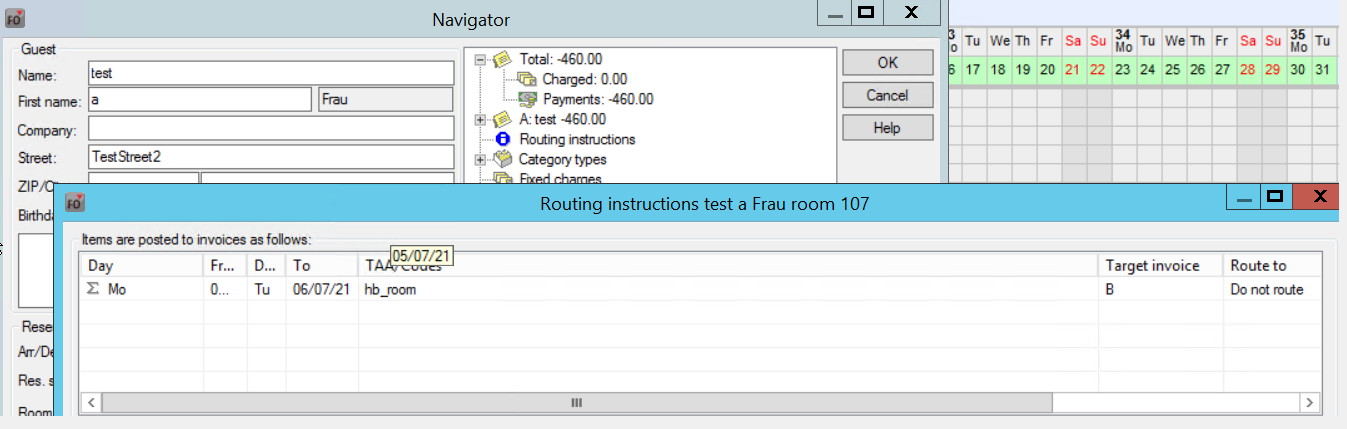 Navigator
Guest
Name: test
First name: a Frau
Company:
Street: TestStreet2
ZIP/C
Birthda
Total: -460.00
Charged: 0.00
Payments: -460.00
A: test -460.00
Routing instructions
Category types
Fixed charges
OK
Cancel
Help
34 35
Tu We Th Fr Sa Su Mo Tu We Th Fr Sa Su Mo Tu
17 18 19 20 21 22 23 24 25 26 27 28 29 30 31
FO
FO
Routing instructions test a Frau room 107
Items are posted to invoices as follows:
05/07/21
Day Fr... D... To TAA/Codes Target invoice Route to
Σ Mo 0... Tu 06/07/21 hb_room B Do not route
Rese
Arr/De
Res. s
Room